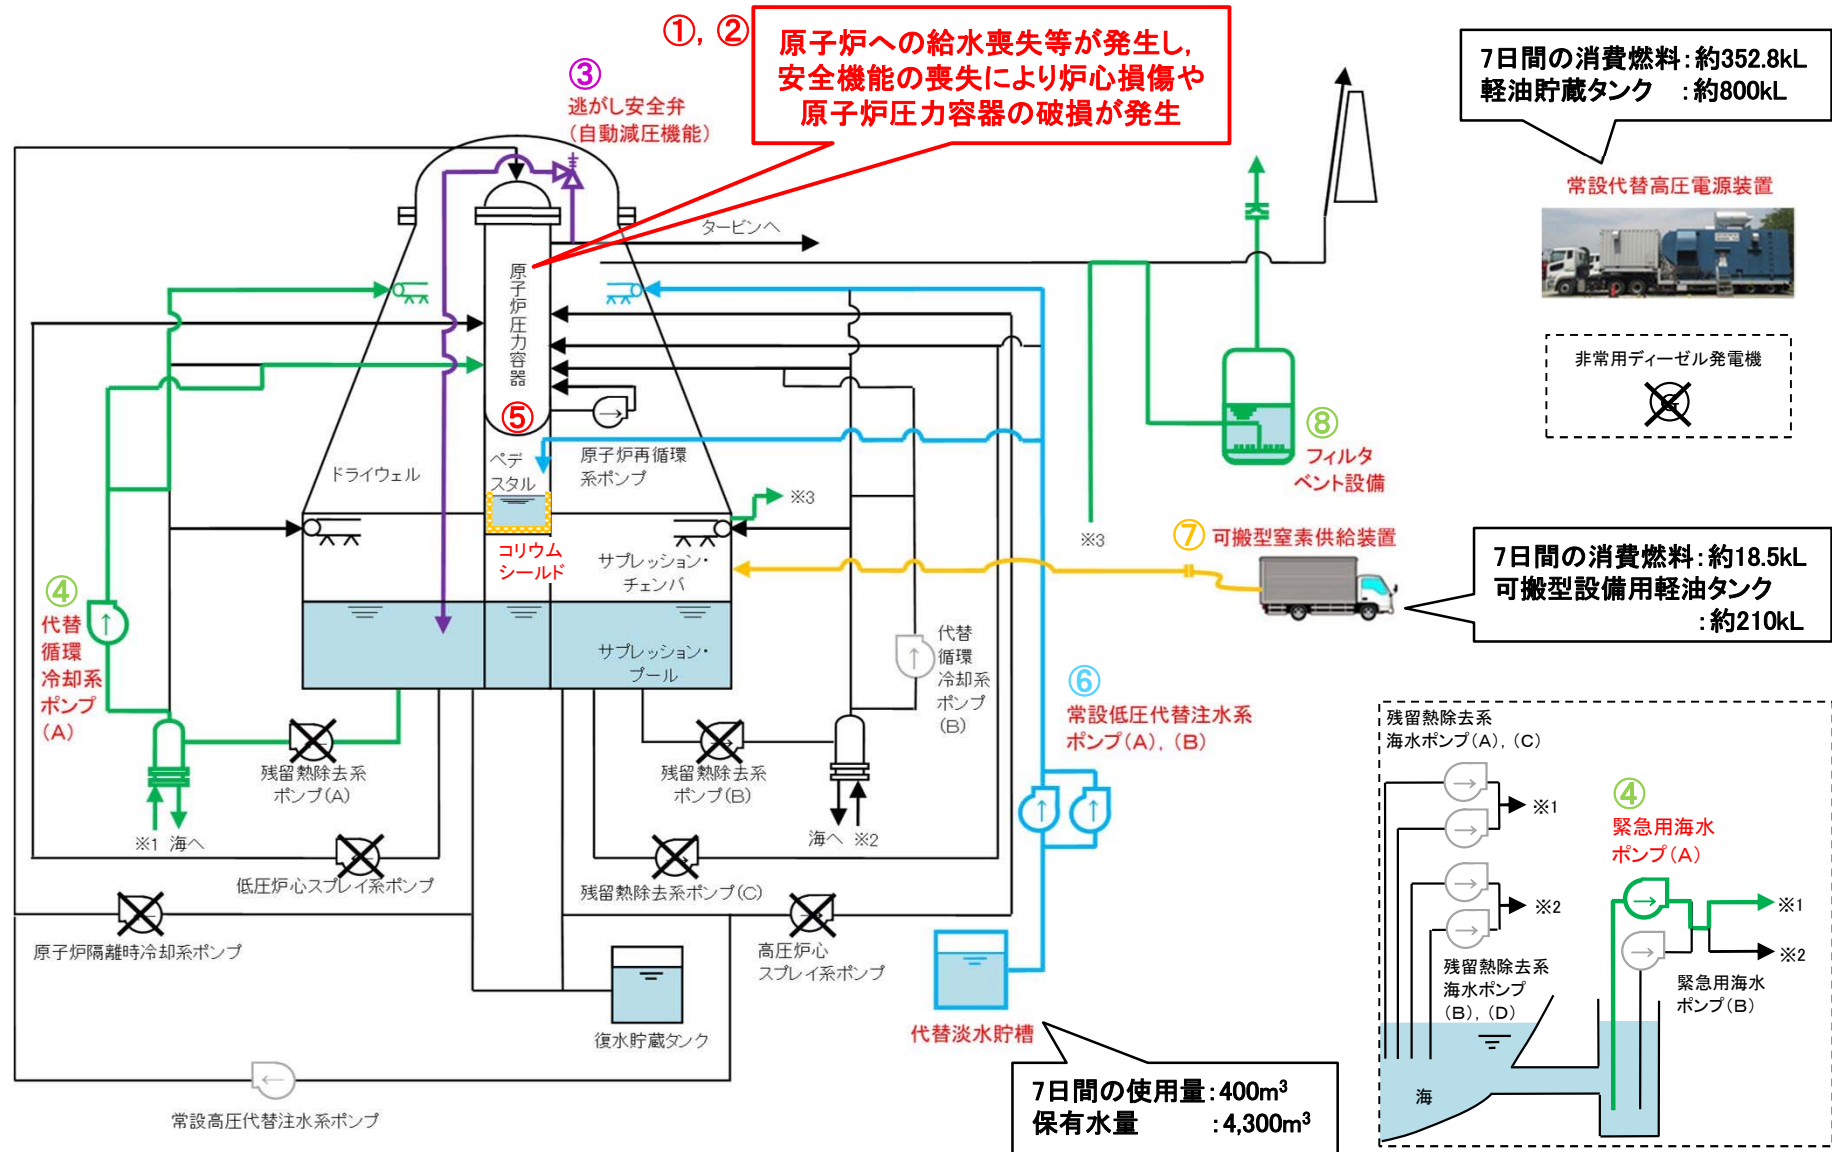 ①, ②
原子炉への給水喪失等が発生し,
安全機能の喪失により炉心損傷や
原子炉圧力容器の破損が発生
③
逃がし安全弁
(自動減圧機能)
7日間の消費燃料:約352.8kL
軽油貯蔵タンク :約800kL
常設代替高圧電源装置
非常用ディーゼル発電機
G
タービンへ
原子炉圧力容器
⑤
⑧
フィルタ
ベント設備
ドライウェル
ペデ
スタル
原子炉再循環
系ポンプ
※3
※3
コリウム
シールド
サプレッション・
チェンバ
⑦ 可搬型窒素供給装置
7日間の消費燃料:約18.5kL
可搬型設備用軽油タンク
:約210kL
④
代替
循環
冷却系
ポンプ
(A)
サプレッション・
プール
代替
循環
冷却系
ポンプ
(B)
⑥
常設低圧代替注水系
ポンプ(A), (B)
残留熱除去系
ポンプ(A)
残留熱除去系
ポンプ(B)
※1 海へ
海へ ※2
低圧炉心スプレイ系ポンプ
残留熱除去系ポンプ(C)
原子炉隔離時冷却系ポンプ
高圧炉心
スプレイ系ポンプ
復水貯蔵タンク
代替淡水貯槽
常設高圧代替注水系ポンプ
7日間の使用量:400m³
保有水量 :4,300m³
残留熱除去系
海水ポンプ(A), (C)
※1
④
緊急用海水
ポンプ(A)
※2
※1
※2
残留熱除去系
海水ポンプ
(B), (D)
緊急用海水
ポンプ(B)
海